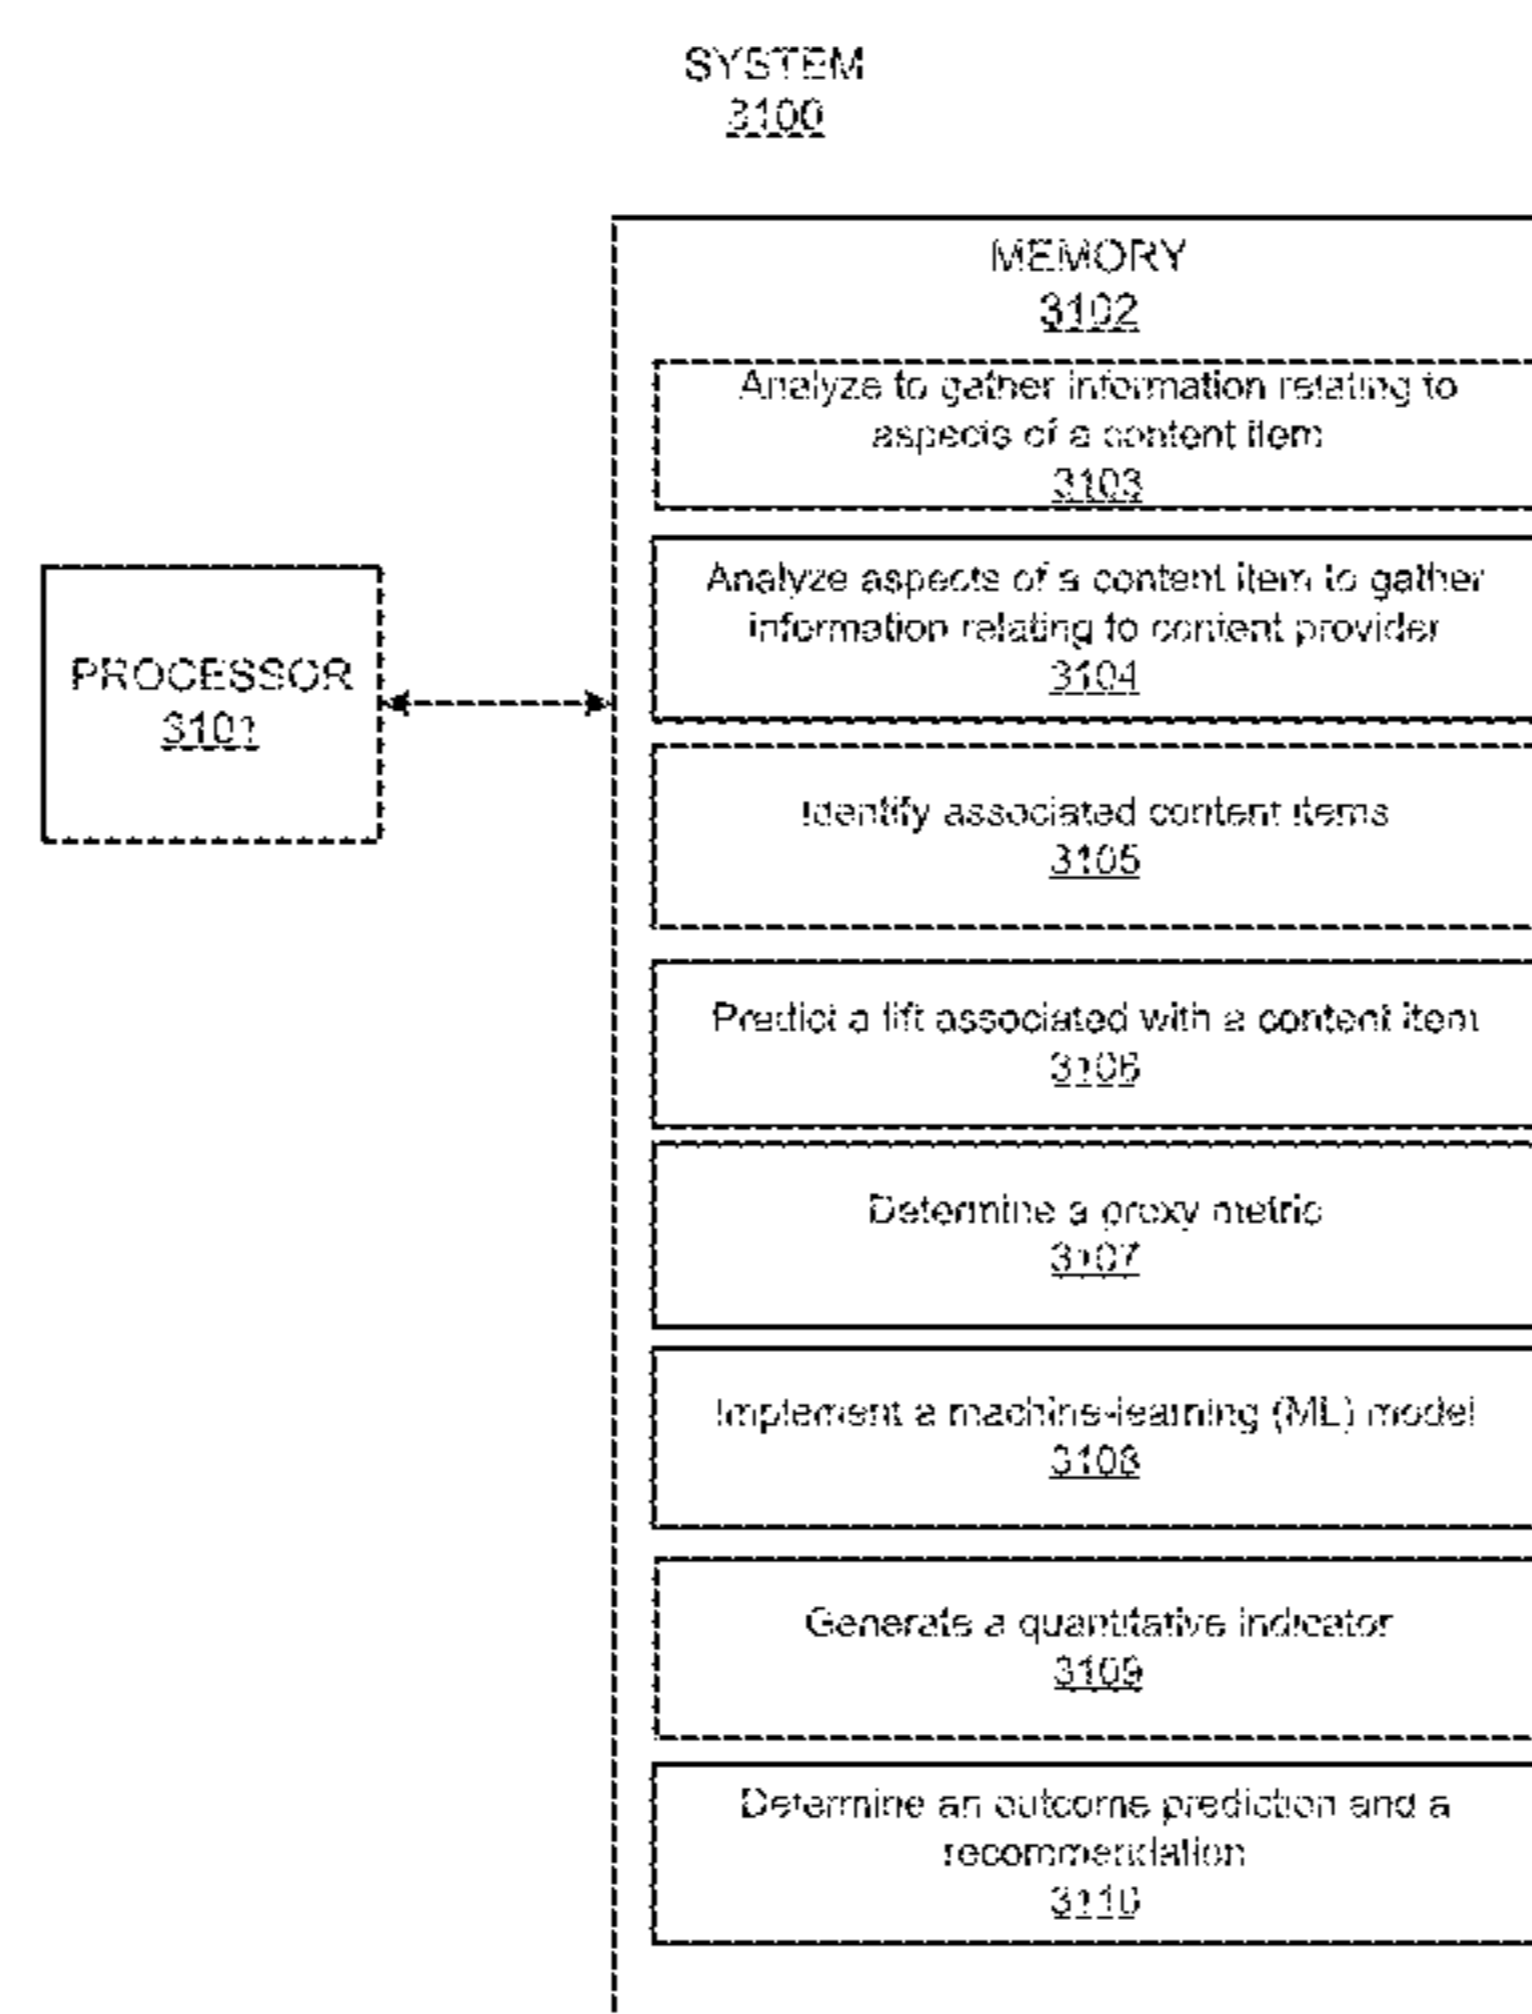 SYSTEM
3100
MEMORY
3102
Analyze to gather information relating to
aspects of a content item
3103
Analyze aspects of a content item to gather
information relating to content provider
3104
PROCESSOR
3101
Identify associated content items
3105
Predict a lift associated with a content item
3106
Determine a proxy metric
3107
Implement a machine-learning (ML) model
3108
Generate a quantitative indicator
3109
Determine an outcome prediction and a
recommendation
3110